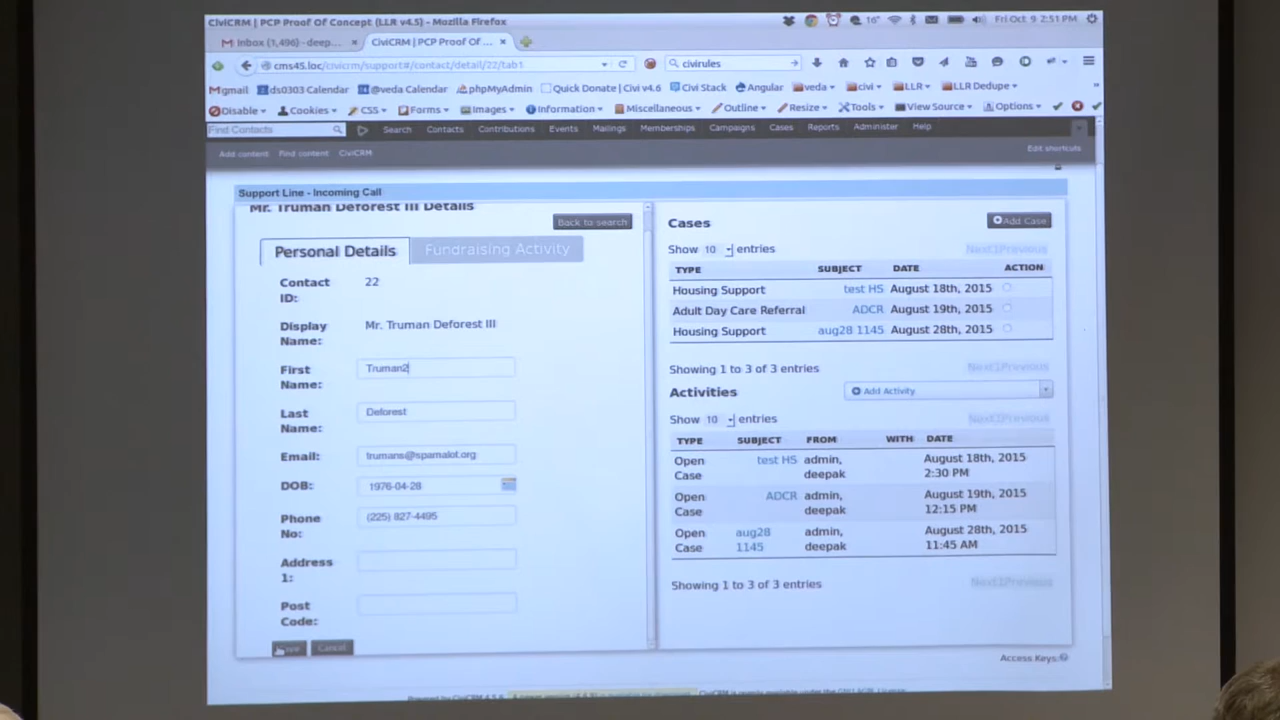 CiviCRM | PCP Proof Of Concept (LLR v4.5) - Mozilla Firefox
16° Fri Oct 9 2:51 PM
Inbox (1,496) - deep... × CiviCRM | PCP Proof Of ... ×
cms45.loc/civicrm/support#/contact/detail/22/tab1 civirules
gmail ds0303 Calendar @veda Calendar phpMyAdmin Quick Donate | Civi v4.6 Civi Stack Angular veda civi LLR LLR Dedupe
Disable Cookies CSS Forms Images Information Miscellaneous Outline Resize Tools View Source Options
Find Contacts Search Contacts Contributions Events Mailings Memberships Campaigns Cases Reports Administer Help
Add content Find content CiviCRM Edit shortcuts
Support Line - Incoming Call
Mr. Truman Deforest III Details
Back to search
Personal Details Fundraising Activity
Contact ID: 22
Display Name: Mr. Truman Deforest III
First Name: Truman2
Last Name: Deforest
Email: trumans@spamalot.org
DOB: 1976-04-28
Phone No: (225) 827-4495
Address 1:
Post Code:
Save Cancel
Cases Add Case
Show 10 entries Next1Previous
TYPE SUBJECT DATE ACTION
Housing Support test HS August 18th, 2015
Adult Day Care Referral ADCR August 19th, 2015
Housing Support aug28 1145 August 28th, 2015
Showing 1 to 3 of 3 entries Next1Previous
Activities Add Activity
Show 10 entries Next1Previous
TYPE SUBJECT FROM WITH DATE
Open Case test HS admin, deepak August 18th, 2015 2:30 PM
Open Case ADCR admin, deepak August 19th, 2015 12:15 PM
Open Case aug28 1145 admin, deepak August 28th, 2015 11:45 AM
Showing 1 to 3 of 3 entries Next1Previous
Access Keys: